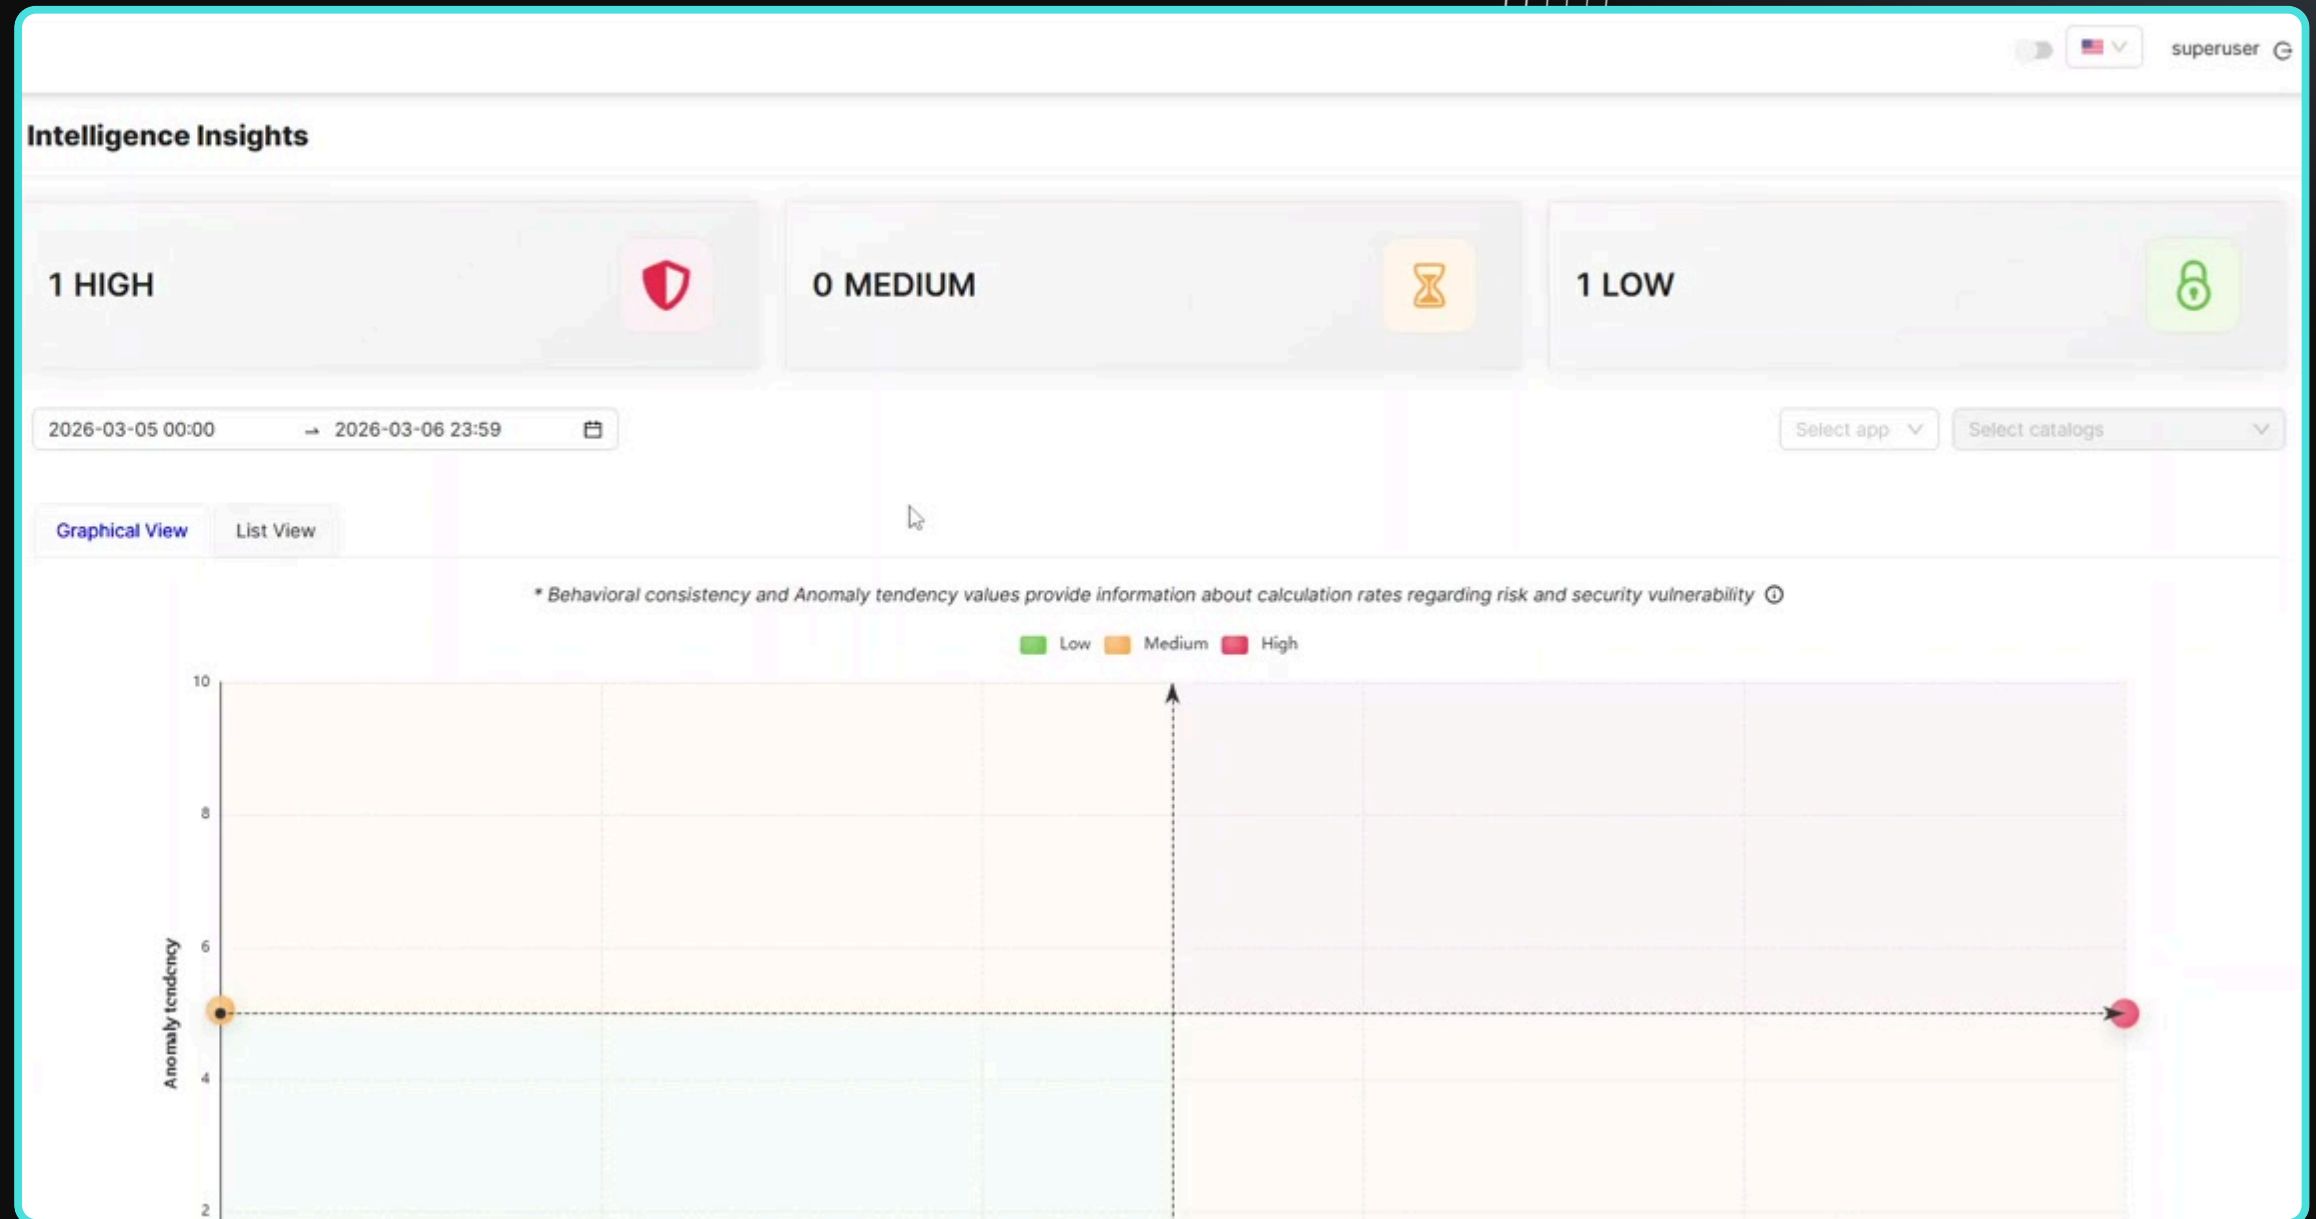 superuser
Intelligence Insights
1 HIGH
0 MEDIUM
1 LOW
2026-03-05 00:00 → 2026-03-06 23:59
Select app
Select catalogs
Graphical View
List View
* Behavioral consistency and Anomaly tendency values provide information about calculation rates regarding risk and security vulnerability
Low Medium High
10
8
6
4
2
Anomaly tendency